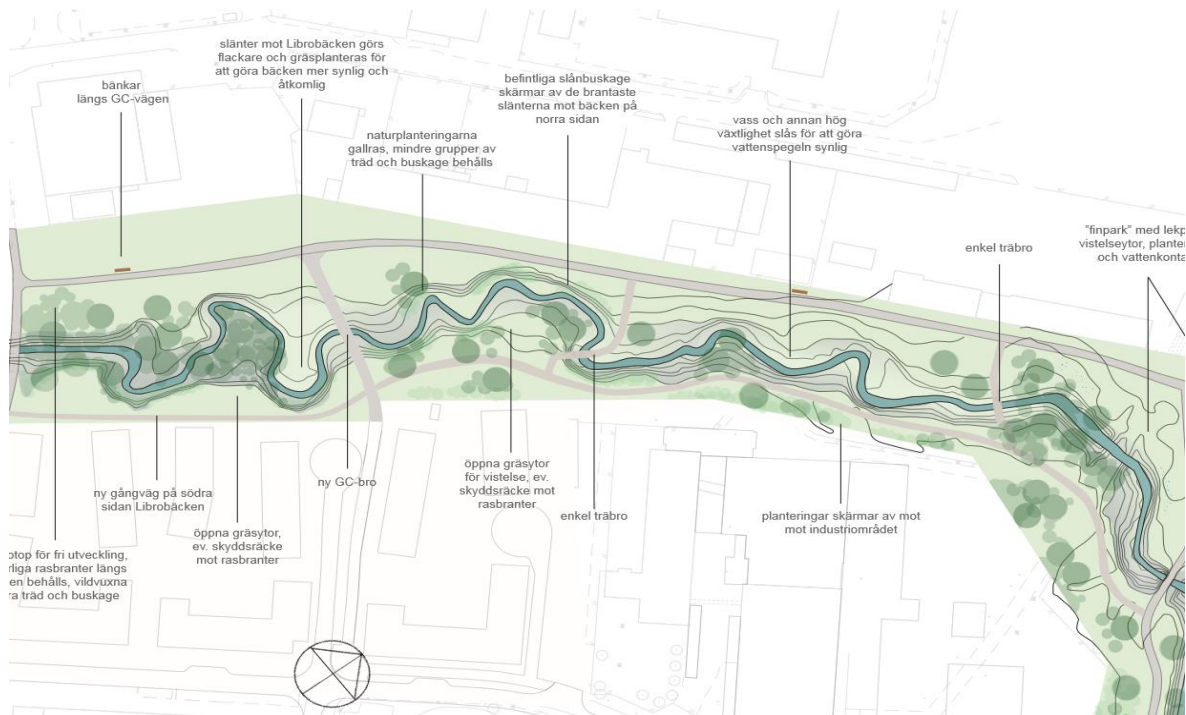 slänter mot Librobäcken görs
flackare och gräsplanteras för
att göra bäcken mer synlig och
åtkomlig
bänkar
längs GC-vägen
befintliga slånbuskage
skärmar av de brantaste
slänterna mot bäcken på
norra sidan
naturplanteringarna
gallras, mindre grupper av
träd och buskage behålls
vass och annan hög
växtlighet slås för att göra
vattenspegeln synlig
enkel träbro
"finpark" med lekp
vistelseytor, planter
och vattenkonta
ny gångväg på södra
sidan Librobäcken
ny GC-bro
öppna gräsytor
för vistelse, ev.
skyddsräcke mot
rasbranter
enkel träbro
planteringar skärmar av mot
mot industriområdet
öppna gräsytor,
ev. skyddsräcke
mot rasbranter
otop för fri utveckling,
rliga rasbranter längs
en behålls, vildvuxna
ra träd och buskage